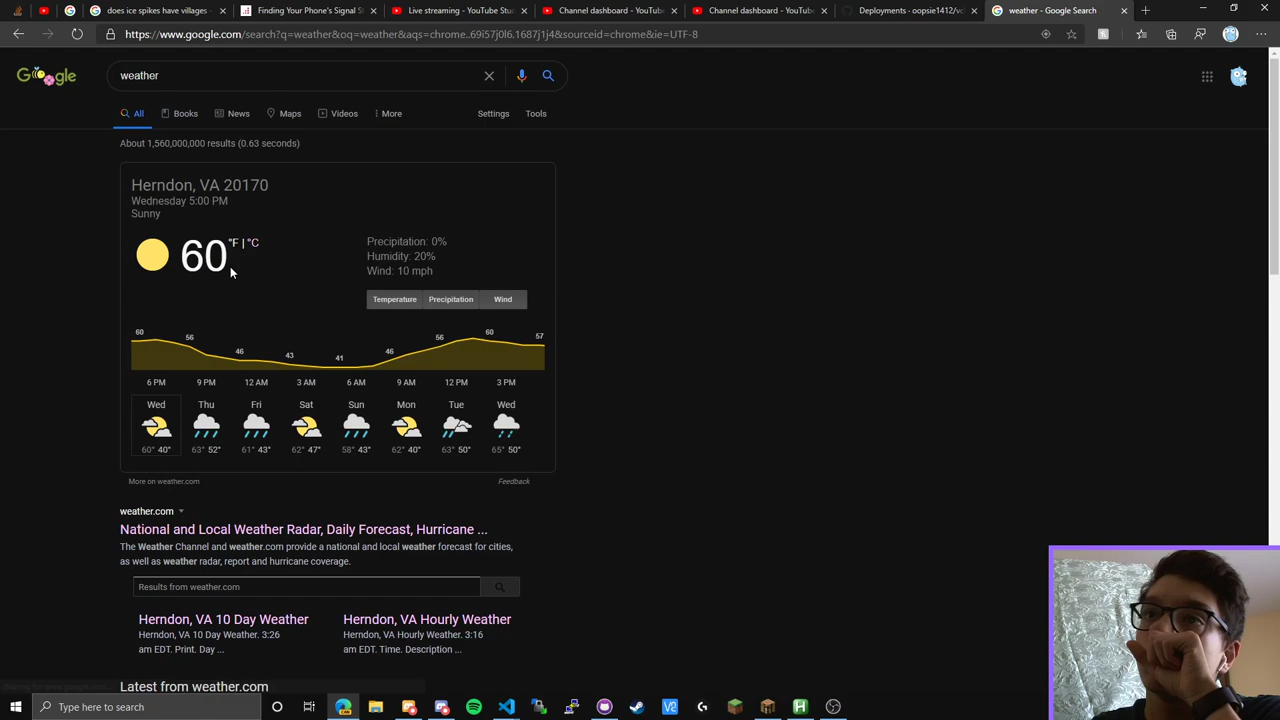 does ice spikes have villages -
Finding Your Phone's Signal St
Live streaming - YouTube Stu
Channel dashboard - YouTube
Channel dashboard - YouTube
Deployments · oopsie1412/vc
weather - Google Search
https://www.google.com/search?q=weather&oq=weather&aqs=chrome..69i57j0l6.1687j1j4&sourceid=chrome&ie=UTF-8
Google
weather
All
Books
News
Maps
Videos
More
Settings
Tools
About 1,560,000,000 results (0.63 seconds)
Herndon, VA 20170
Wednesday 5:00 PM
Sunny
60 °F | °C
Precipitation: 0%
Humidity: 20%
Wind: 10 mph
Temperature Precipitation Wind
60 56 46 43 41 46 56 60 57
6 PM 9 PM 12 AM 3 AM 6 AM 9 AM 12 PM 3 PM
Wed Thu Fri Sat Sun Mon Tue Wed
60° 40° 63° 52° 61° 43° 62° 47° 58° 43° 62° 40° 63° 50° 65° 50°
More on weather.com
Feedback
weather.com
National and Local Weather Radar, Daily Forecast, Hurricane ...
The Weather Channel and weather.com provide a national and local weather forecast for cities,
as well as weather radar, report and hurricane coverage.
Results from weather.com
Herndon, VA 10 Day Weather
Herndon, VA 10 Day Weather. 3:26
am EDT. Print. Day ...
Herndon, VA Hourly Weather
Herndon, VA Hourly Weather. 3:16
am EDT. Time. Description ...
Latest from weather.com
Type here to search